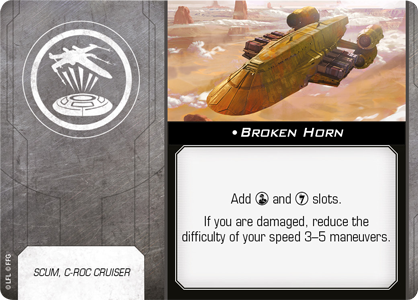 • BROKEN HORN
Add and slots.
If you are damaged, reduce the
difficulty of your speed 3–5 maneuvers.
SCUM, C-ROC CRUISER
© LFL © FFG